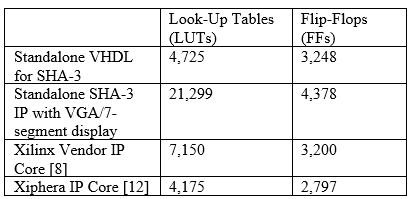 Look-Up Tables (LUTs)
Flip-Flops (FFs)
Standalone VHDL for SHA-3
4,725
3,248
Standalone SHA-3 IP with VGA/7-segment display
21,299
4,378
Xilinx Vendor IP Core [8]
7,150
3,200
Xiphera IP Core [12]
4,175
2,797